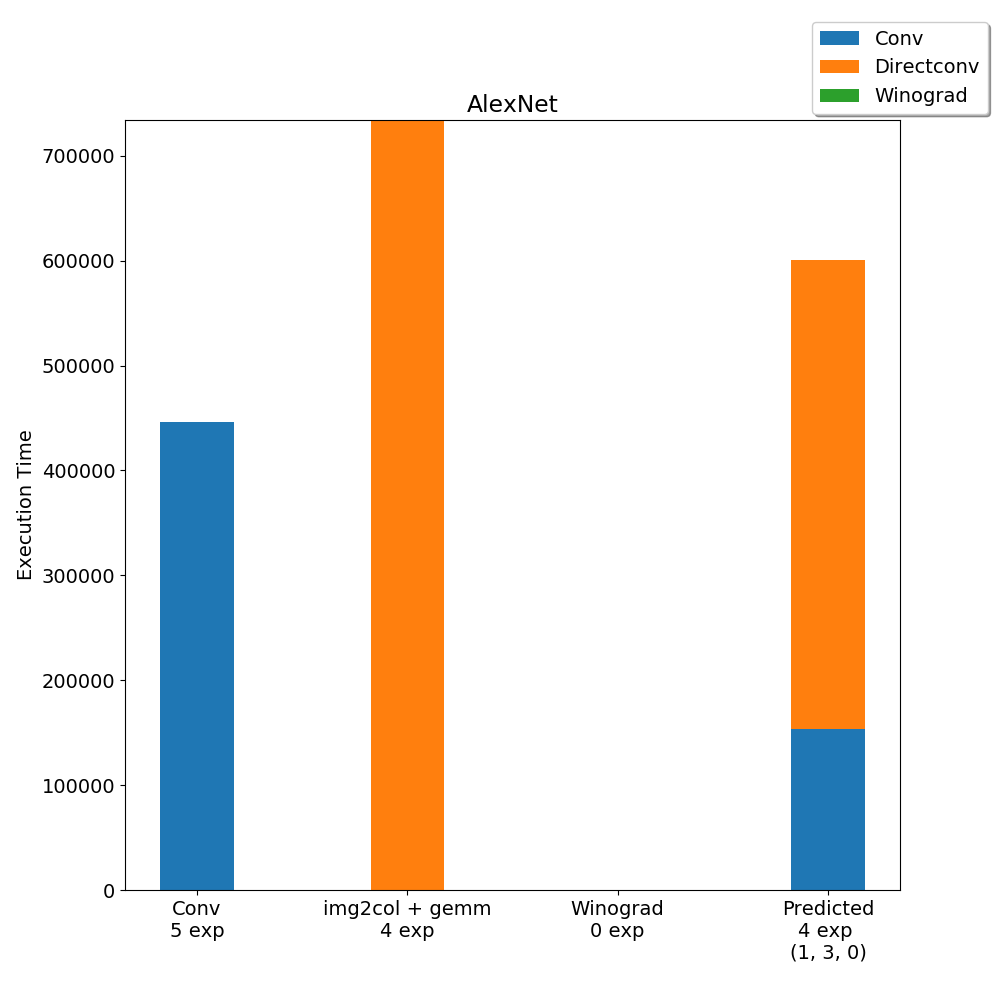 Conv
Directconv
Winograd
AlexNet
700000
600000
500000
400000
300000
200000
100000
0
Execution Time
Conv
5 exp
img2col + gemm
4 exp
Winograd
0 exp
Predicted
4 exp
(1, 3, 0)